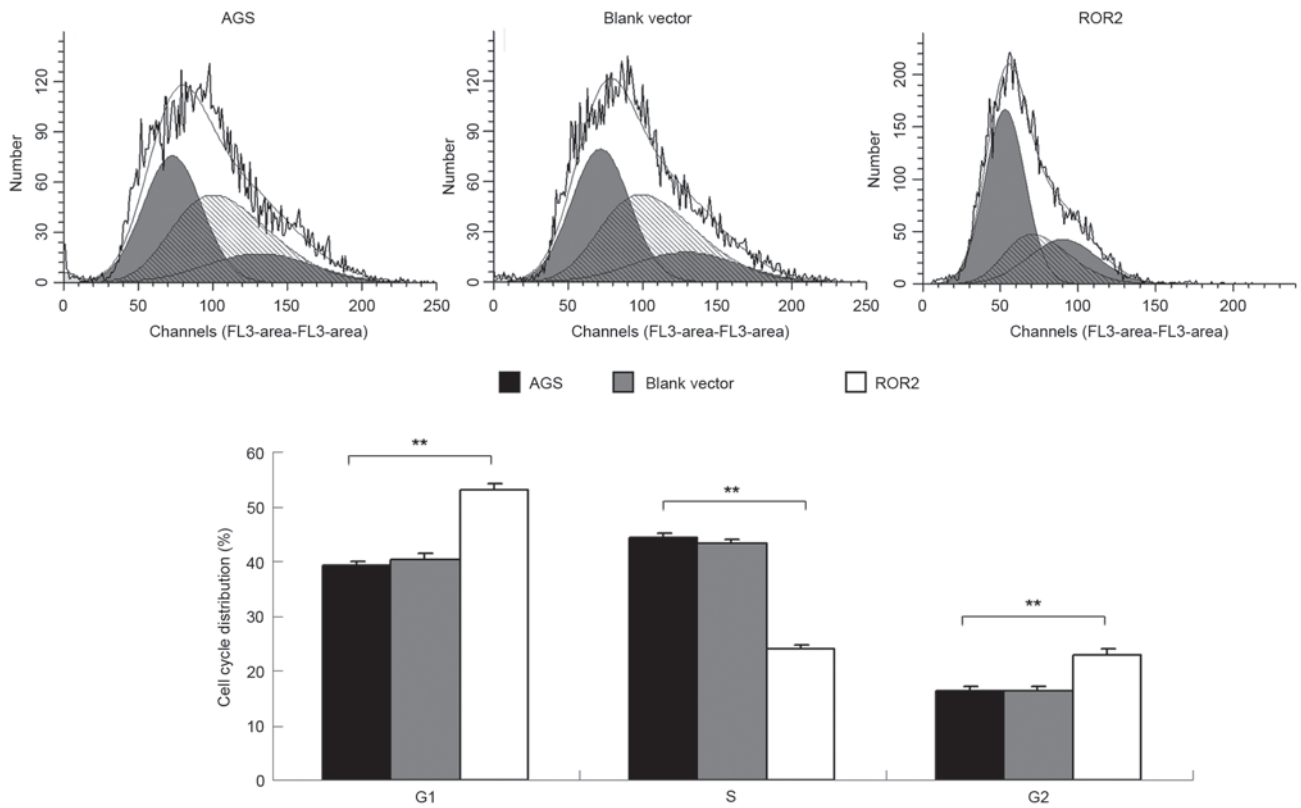 AGS
Blank vector
ROR2
120
90
60
30
0
Number
0 50 100 150 200 250
Channels (FL3-area-FL3-area)
120
90
60
30
0
Number
50 100 150 200 250
Channels (FL3-area-FL3-area)
200
150
100
50
0
Number
0 50 100 150 200
Channels (FL3-area-FL3-area)
AGS
Blank vector
ROR2
60
50
40
30
20
10
0
Cell cycle distribution (%)
**
**
**
G1
S
G2